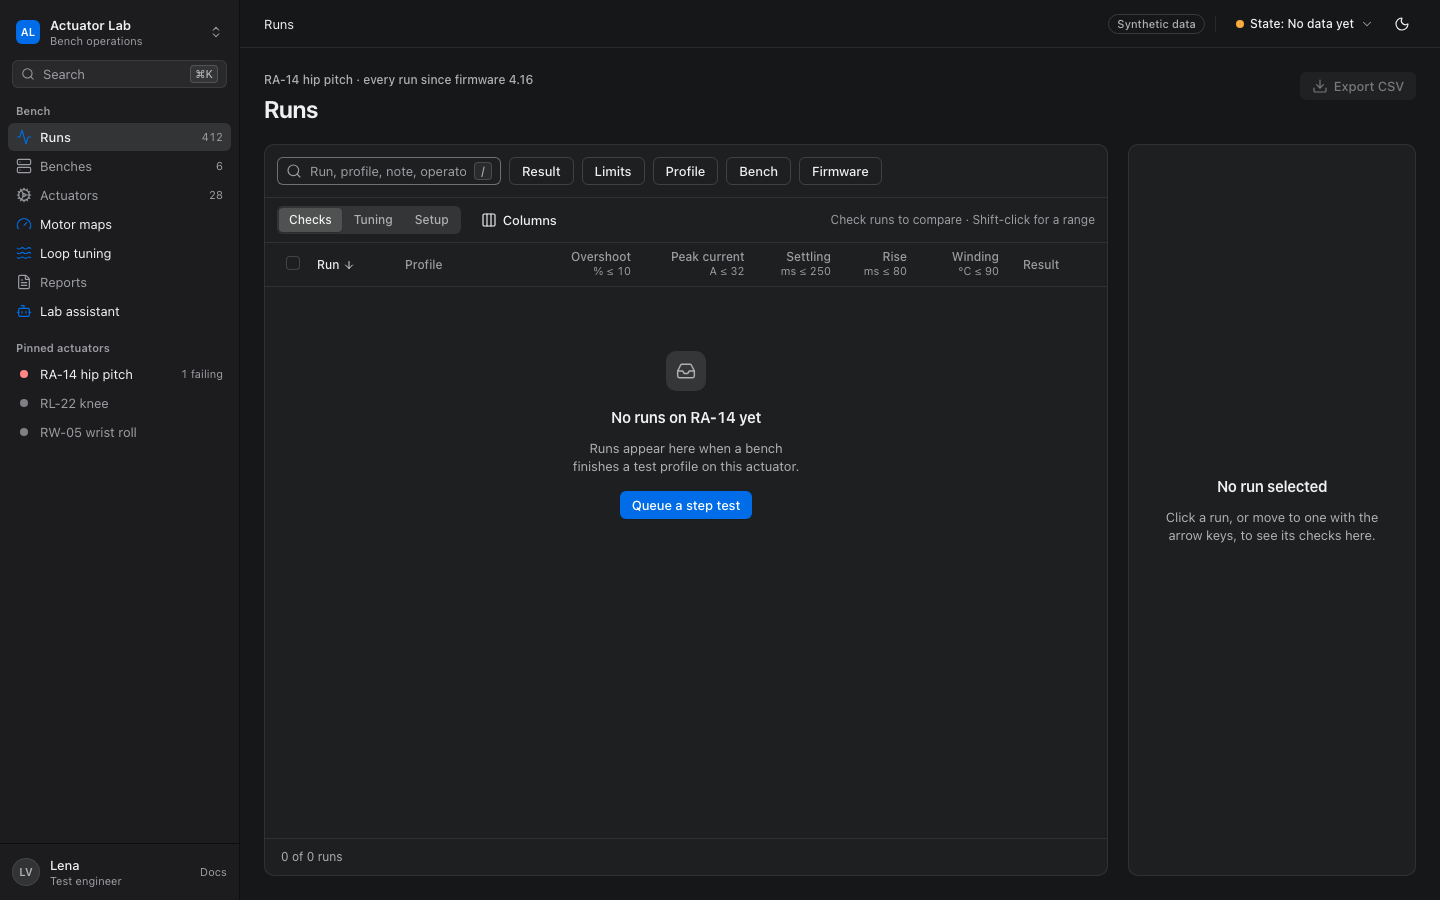 AL
Actuator Lab
Bench operations
Search
⌘K
Bench
Runs 412
Benches 6
Actuators 28
Motor maps
Loop tuning
Reports
Lab assistant
Pinned actuators
RA-14 hip pitch 1 failing
RL-22 knee
RW-05 wrist roll
LV
Lena
Test engineer
Docs
Runs
Synthetic data
State: No data yet
RA-14 hip pitch · every run since firmware 4.16
Runs
Export CSV
Run, profile, note, operato /
Result
Limits
Profile
Bench
Firmware
Checks
Tuning
Setup
Columns
Check runs to compare · Shift-click for a range
Run ↓
Profile
Overshoot
% ≤ 10
Peak current
A ≤ 32
Settling
ms ≤ 250
Rise
ms ≤ 80
Winding
°C ≤ 90
Result
No runs on RA-14 yet
Runs appear here when a bench
finishes a test profile on this actuator.
Queue a step test
0 of 0 runs
No run selected
Click a run, or move to one with the
arrow keys, to see its checks here.